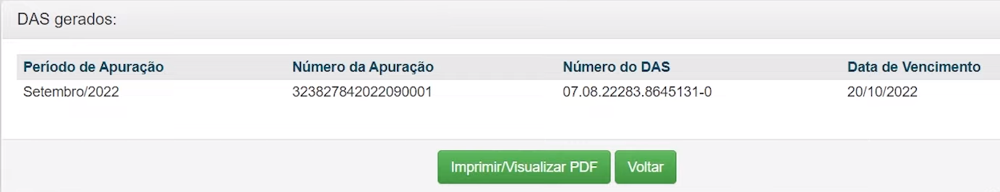 DAS gerados:
Período de Apuração Número da Apuração Número do DAS Data de Vencimento
Setembro/2022 323827842022090001 07.08.22283.8645131-0 20/10/2022
Imprimir/Visualizar PDF Voltar